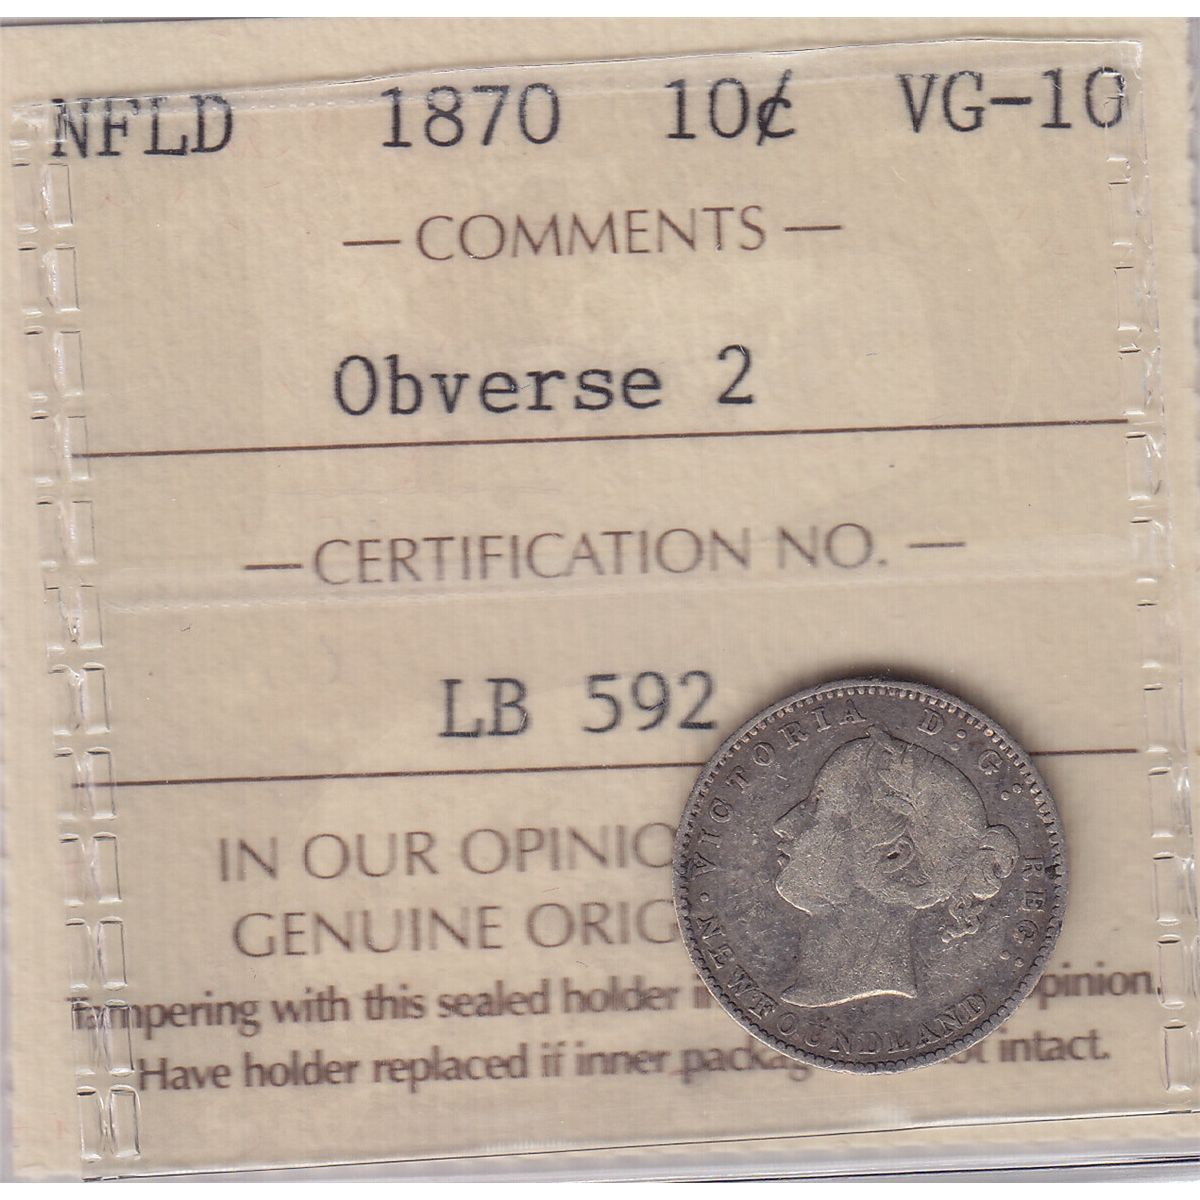 NFLD 1870 10¢ VG-10
— COMMENTS —
Obverse 2
— CERTIFICATION NO. —
LB 592
IN OUR OPINIO
GENUINE ORIG
Tampering with this sealed holder opinion.
Have holder replaced if inner intact.
VICTORIA D: G: REG:
NEWFOUNDLAND